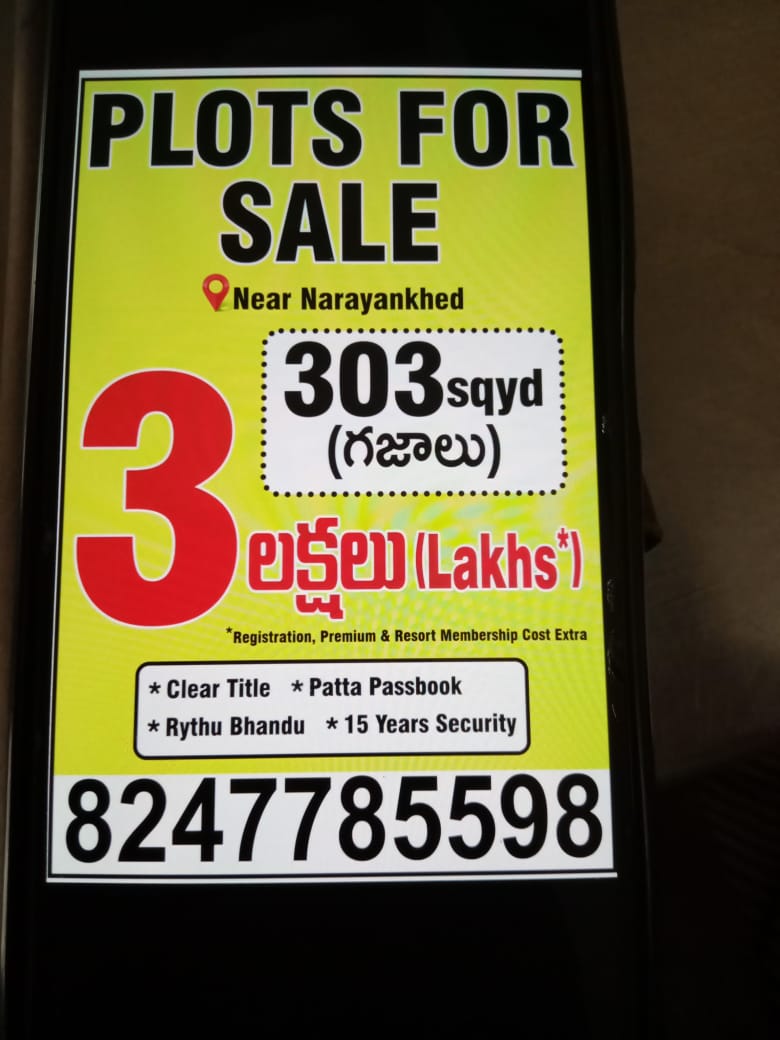 PLOTS FOR
SALE
Near Narayankhed
303sqyd
(గజాలు)
3 లక్షలు (Lakhs*)
*Registration, Premium & Resort Membership Cost Extra
* Clear Title * Patta Passbook
* Rythu Bhandu * 15 Years Security
8247785598